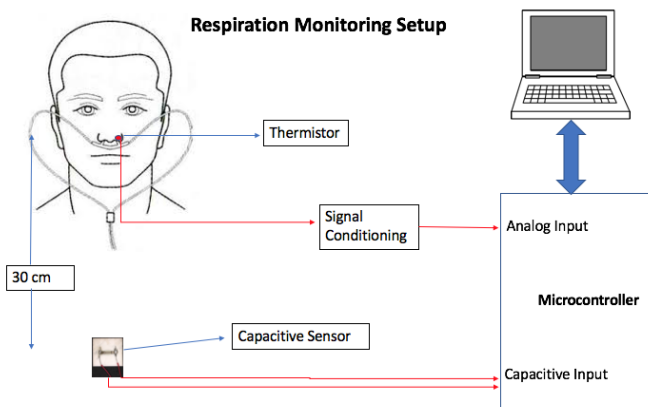 Respiration Monitoring Setup
Thermistor
Signal
Conditioning
Analog Input
30 cm
Microcontroller
Capacitive Sensor
Capacitive Input